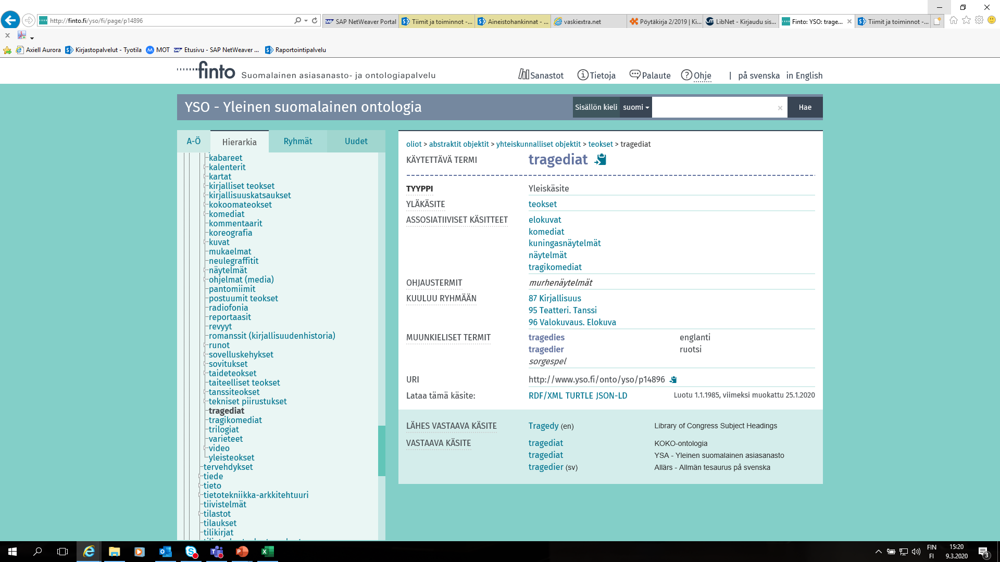 http://finto.fi/yso/fi/page/p14896
SAP NetWeaver Portal
Tiimit ja toiminnot -...
Aineistohankinnat - ...
vaskiextra.net
Pöytäkirja 2/2019 | Ki...
LibNet - Kirjaudu sis...
Finto: YSO: trage...
Tiimit ja toiminnot -...
Axiell Aurora
Kirjastopalvelut - Tyotila
MOT
Etusivu - SAP NetWeaver ...
Raportointipalvelu
finto Suomalainen asiasanasto- ja ontologiapalvelu
Sanastot Tietoja Palaute Ohje | på svenska in English
YSO - Yleinen suomalainen ontologia
Sisällön kieli suomi Hae
A-Ö Hierarkia Ryhmät Uudet
kabareet
kalenterit
kartat
kirjalliset teokset
kirjallisuuskatsaukset
kokoomateokset
komediat
kommentaarit
koreografia
kuvat
mukaelmat
neulegraffitit
näytelmät
ohjelmat (media)
pantomiimit
postuumit teokset
radiofonia
reportaasit
revyyt
romanssit (kirjallisuudenhistoria)
runot
sovelluskehykset
sovitukset
taideteokset
taiteelliset teokset
tanssiteokset
tekniset piirustukset
tragediat
tragikomediat
trilogiat
varieteet
video
yleisteokset
tervehdykset
tiede
tieto
tietotekniikka-arkkitehtuuri
tiivistelmät
tilastot
tilaukset
tilikirjat
oliot > abstraktit objektit > yhteiskunnalliset objektit > teokset > tragediat
KÄYTETTÄVÄ TERMI tragediat
TYYPPI Yleiskäsite
YLÄKÄSITE teokset
ASSOSIATIIVISET KÄSITTEET elokuvat
komediat
kuningasnäytelmät
näytelmät
tragikomediat
OHJAUSTERMIT murhenäytelmät
KUULUU RYHMÄÄN 87 Kirjallisuus
95 Teatteri. Tanssi
96 Valokuvaus. Elokuva
MUUNKIELISET TERMIT tragedies englanti
tragedier ruotsi
sorgespel
URI http://www.yso.fi/onto/yso/p14896
Lataa tämä käsite: RDF/XML TURTLE JSON-LD Luotu 1.1.1985, viimeksi muokattu 25.1.2020
LÄHES VASTAAVA KÄSITE Tragedy (en) Library of Congress Subject Headings
VASTAAVA KÄSITE tragediat KOKO-ontologia
tragediat YSA - Yleinen suomalainen asiasanasto
tragedier (sv) Allärs - Allmän tesaurus på svenska
FIN
FI
15:20
9.3.2020
3